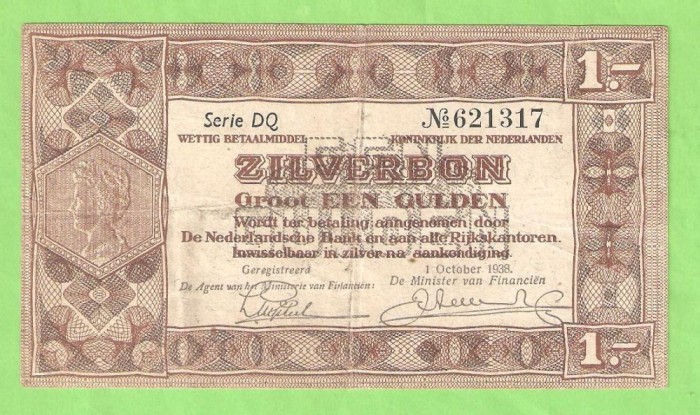 1.-
Serie DQ
№ 621317
WETTIG BETAALMIDDEL
KONINKRIJK DER NEDERLANDEN
ZILVERBON
Groot EEN GULDEN
Wordt ter betaling aangenomen door
De Nederlandsche Bank en aan alle Rijkskantoren.
Inwisselbaar in zilver na aankondiging.
Geregistreerd
1 October 1938.
De Agent van het Ministerie van Financiën:
De Minister van Financiën
1.-